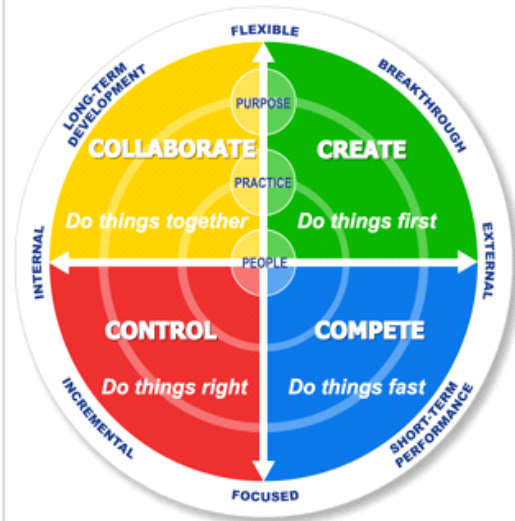 FLEXIBLE
LONG-TERM
DEVELOPMENT
BREAKTHROUGH
PURPOSE
COLLABORATE
CREATE
PRACTICE
Do things together
Do things first
INTERNAL
PEOPLE
EXTERNAL
CONTROL
COMPETE
Do things right
Do things fast
INCREMENTAL
SHORT-TERM
PERFORMANCE
FOCUSED